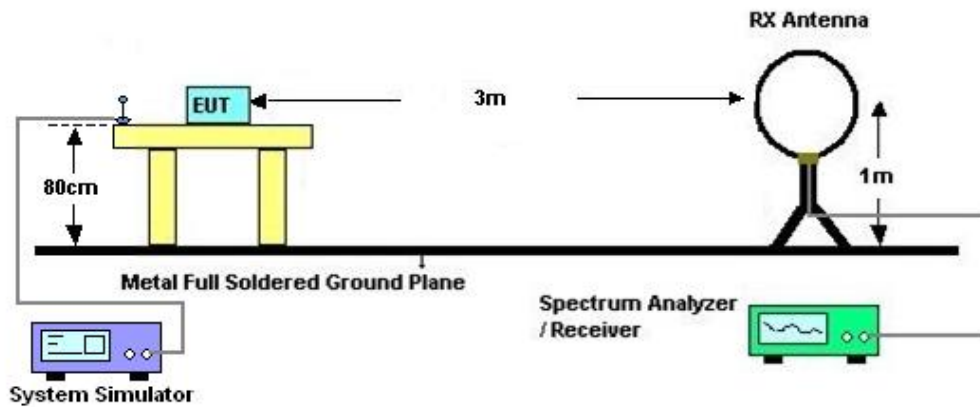 RX Antenna
EUT
3m
80cm
1m
Metal Full Soldered Ground Plane
Spectrum Analyzer
/ Receiver
System Simulator